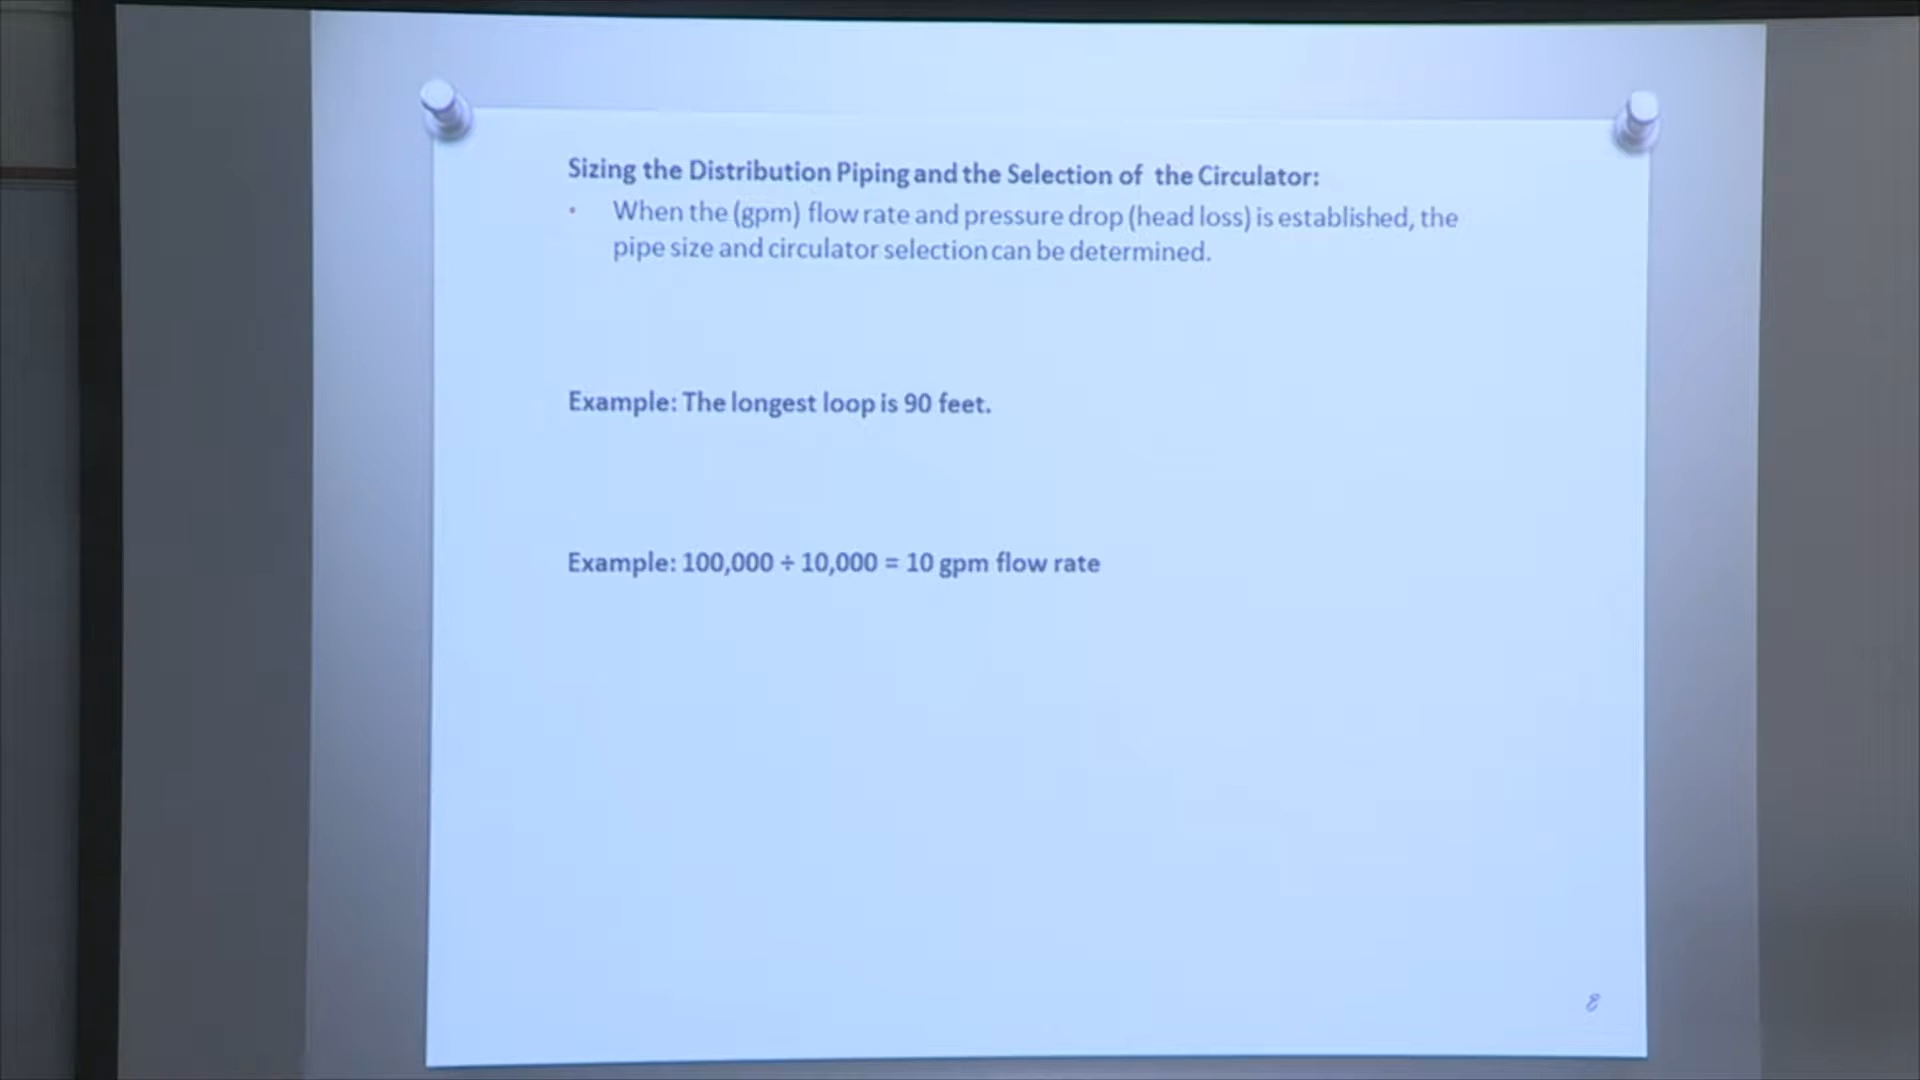 Sizing the Distribution Piping and the Selection of the Circulator:
• When the (gpm) flow rate and pressure drop (head loss) is established, the
pipe size and circulator selection can be determined.
Example: The longest loop is 90 feet.
Example: 100,000 ÷ 10,000 = 10 gpm flow rate
8